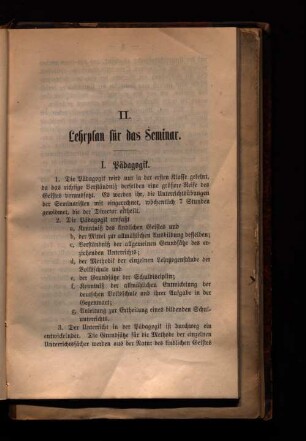 II.
Lehrplan für das Seminar.
I. Pädagogik.
1. Die Pädagogik wird nur in der ersten Klasse gelehrt,
da das richtige Verständniß derselben eine größere Reife des
Geistes voraussetzt. Es werden ihr, die Unterrichtsübungen
der Seminaristen mit eingerechnet, wöchentlich 7 Stunden
gewidmet, die der Director ertheilt.
2. Die Pädagogik umfaßt
a. Kenntniß des kindlichen Geistes und
b. der Mittel zur allmählichen Ausbildung desselben;
c. Verständniß der allgemeinen Grundsätze des er-
ziehenden Unterrichts;
d. der Methodik der einzelnen Lehrgegenstände der
Volksschule und
e. der Grundsätze der Schuldisciplin;
f. Kenntniß der allmählichen Entwickelung der
deutschen Volksschule und ihrer Aufgabe in der
Gegenwart;
g. Anleitung zur Ertheilung eines bildenden Schul-
unterrichts.
3. Der Unterricht in der Pädagogik ist durchweg ein
entwickelnder. Die Grundsätze für die Methode der einzelnen
Unterrichtsfächer werden aus der Natur des kindlichen Geistes